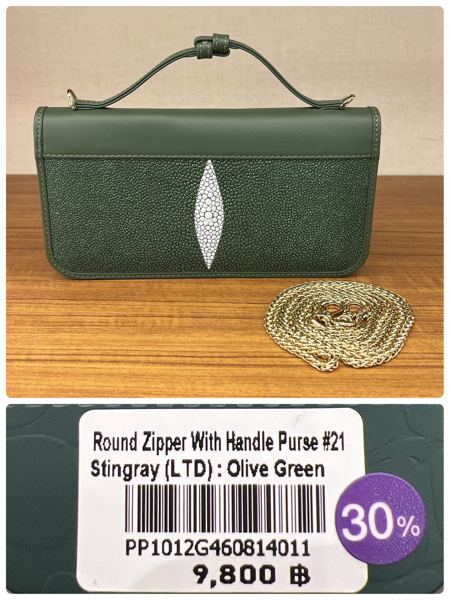 Round Zipper With Handle Purse #21
Stingray (LTD) : Olive Green
PP1012G460814011
9,800 ฿
30%